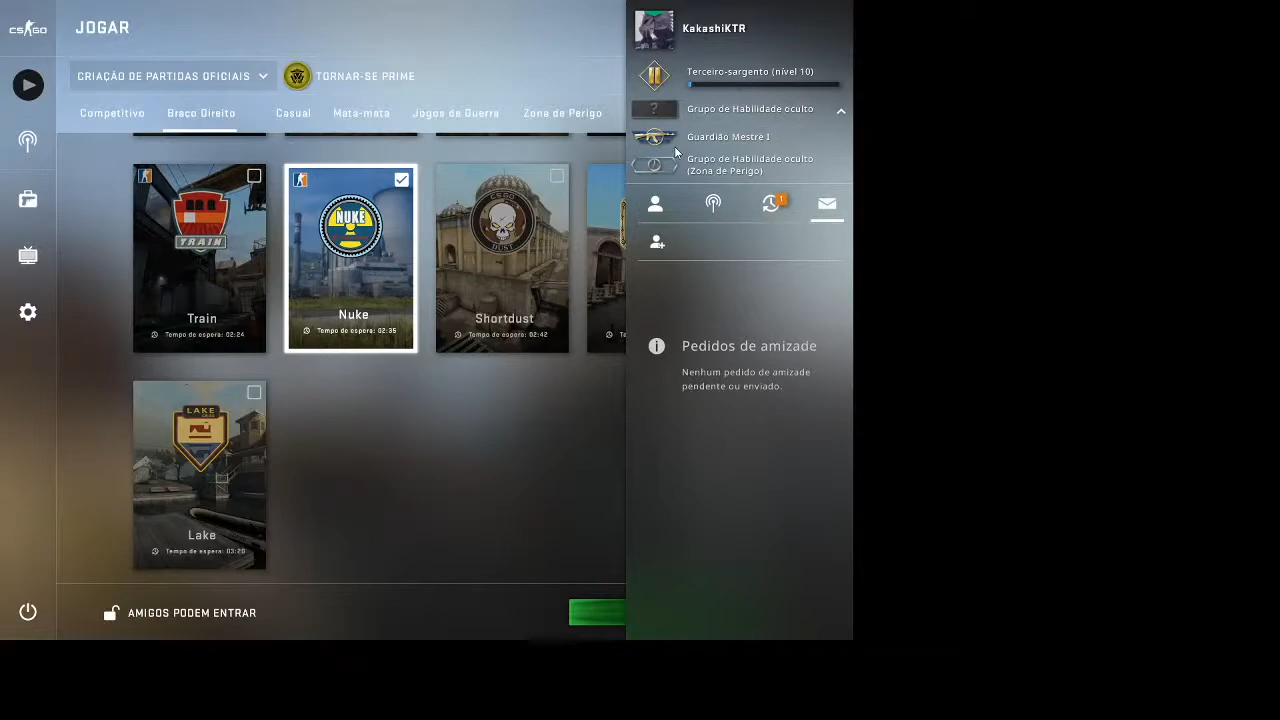 CS GO
JOGAR
CRIAÇÃO DE PARTIDAS OFICIAIS
TORNAR-SE PRIME
Competitivo
Braco Direito
Casual
Mata-mata
Jogos de Guerra
Zona de Perigo
TRAIN
Train
Tempo de espera: 02:24
NUKE
Nuke
Tempo de espera: 02:35
DUST
Shortdust
Tempo de espera: 02:42
LAKE
Lake
Tempo de espera: 03:20
AMIGOS PODEM ENTRAR
KakashiKTR
Terceiro-sargento (nível 10)
?
Grupo de Habilidade oculto
Guardião Mestre I
Grupo de Habilidade oculto
(Zona de Perigo)
1
Pedidos de amizade
Nenhum pedido de amizade
pendente ou enviado.